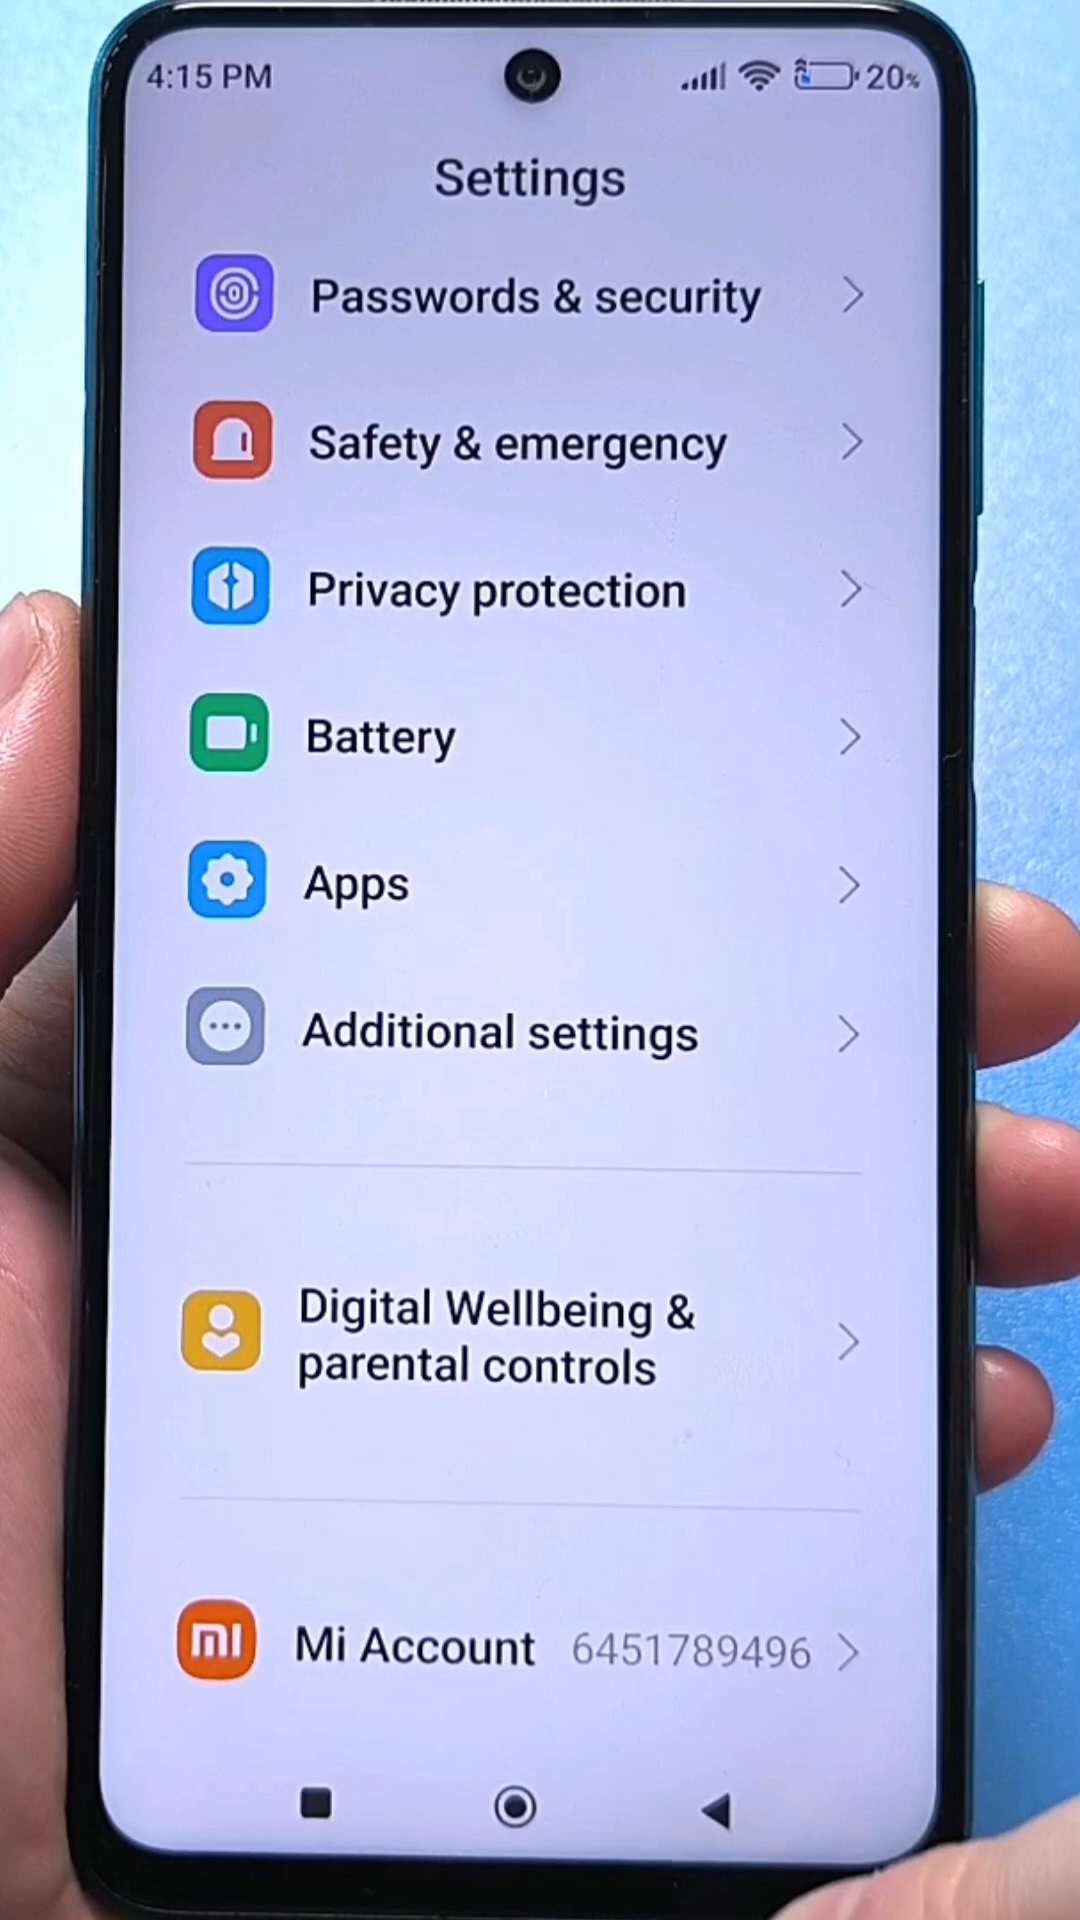 4:15 PM
20%
Settings
Passwords & security
Safety & emergency
Privacy protection
Battery
Apps
Additional settings
Digital Wellbeing &
parental controls
mi
Mi Account 6451789496